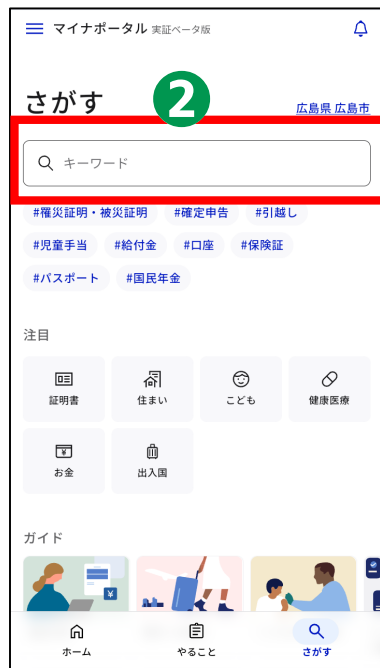 マイナポータル 実証ベータ版
さがす
2
広島県 広島市
キーワード
#罹災証明・被災証明 #確定申告 #引越し
#児童手当 #給付金 #口座 #保険証
#パスポート #国民年金
注目
証明書 住まい こども 健康医療
お金 出入国
ガイド
ホーム やること さがす